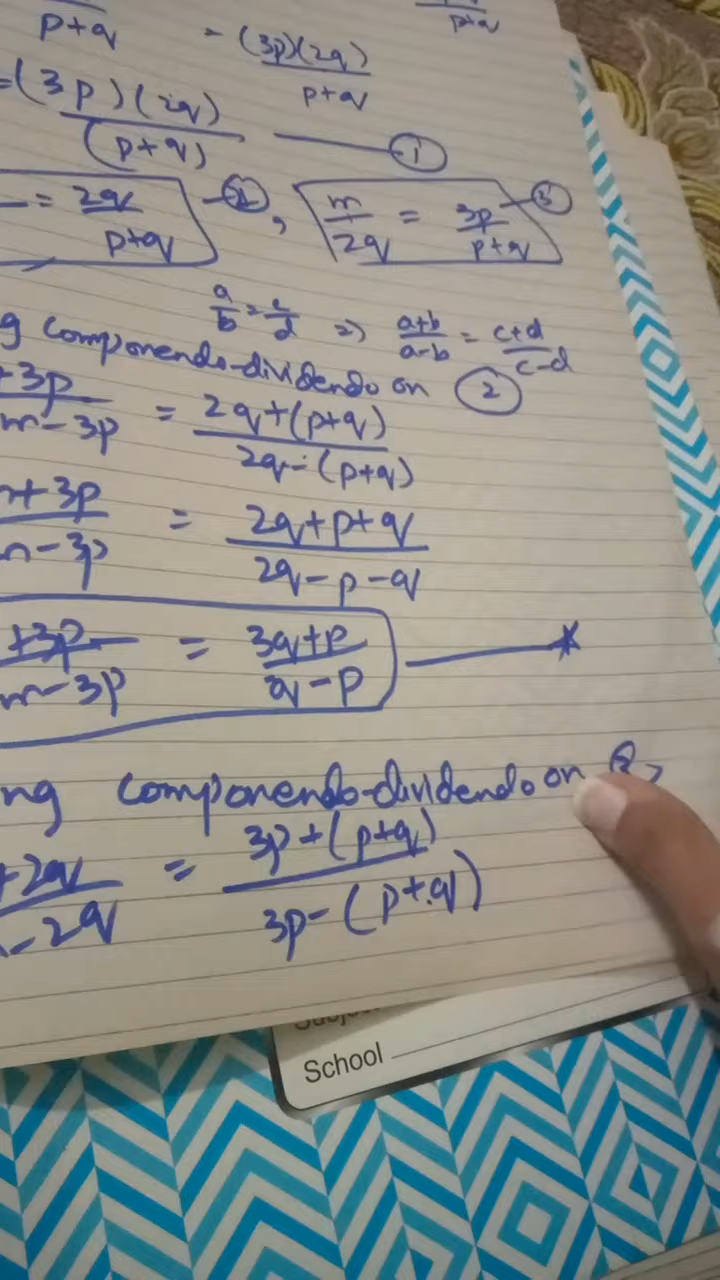 p+q = (3p)(2q)/p+q p+q
=(3p)(2q)/(p+q) ——— ①
= 2q/p+q —②, m/2q = 3p/p+q —③
a/b = c/d ⇒ a+b/a-b = c+d/c-d
g componendo-dividendo on ②
+3p/m-3p = 2q+(p+q)/2q-(p+q)
+3p/-3p = 2q+p+q/2q-p-q
+3p/m-3p = 3q+p/q-p ——— *
ng componendo-dividendo on
+2q/-2q = 3p+(p+q)/3p-(p+q)
School